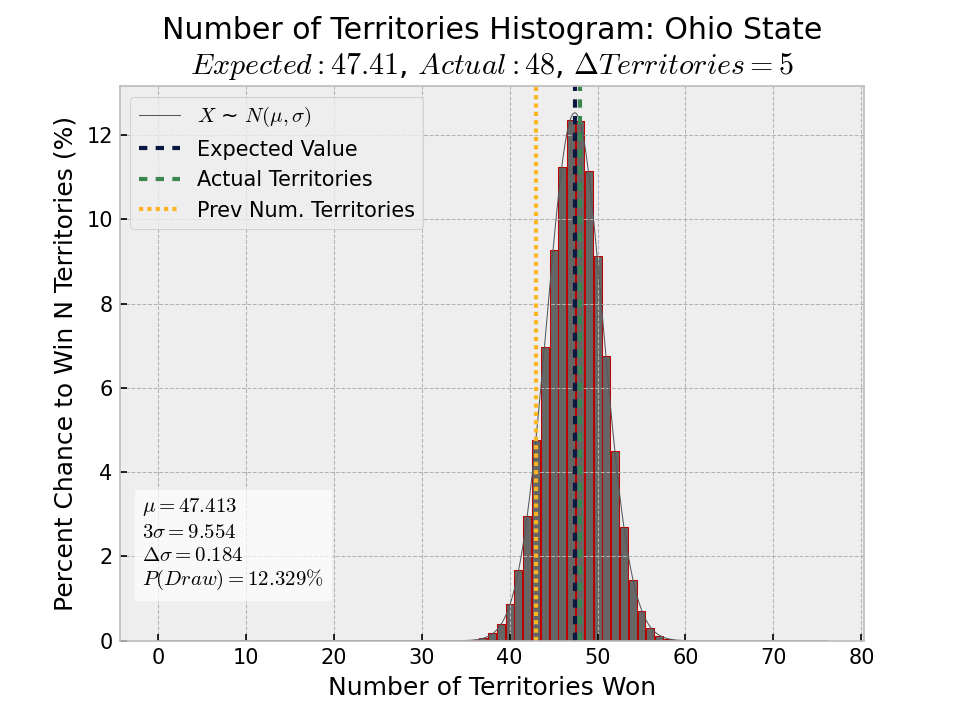 Number of Territories Histogram: Ohio State
Expected : 47.41, Actual : 48, ΔTerritories = 5
Percent Chance to Win N Territories (%)
X ~ N(μ, σ)
Expected Value
Actual Territories
Prev Num. Territories
12
10
8
6
4
2
0
μ = 47.413
3σ = 9.554
Δσ = 0.184
P(Draw) = 12.329%
0 10 20 30 40 50 60 70 80
Number of Territories Won